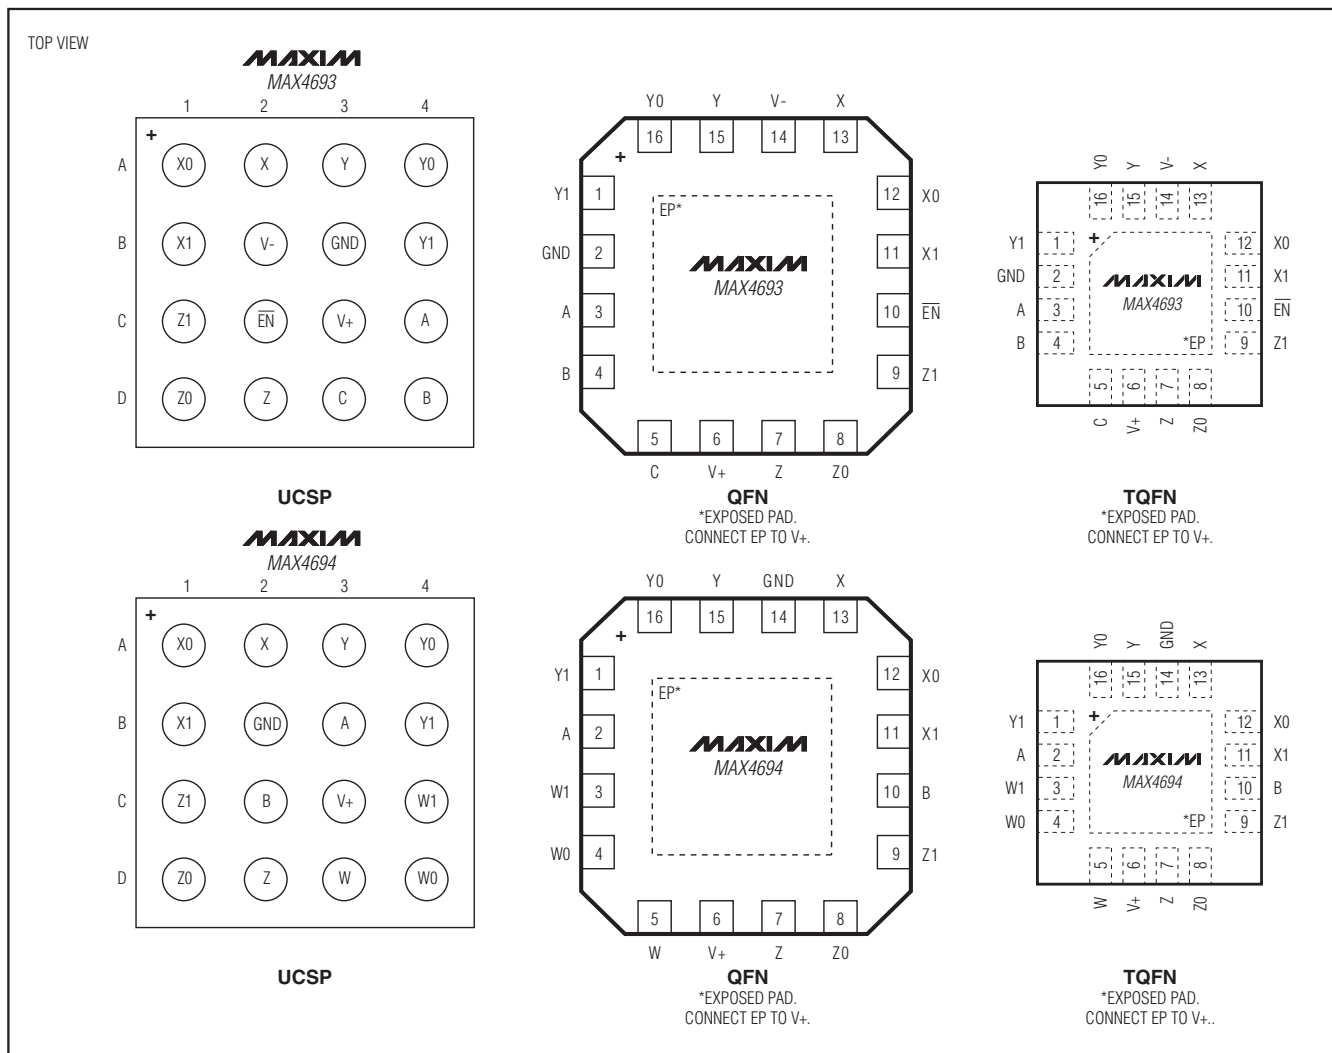 TOP VIEW
MAXIM
MAX4693
1 2 3 4
+
A X0 X Y Y0
B X1 V- GND Y1
C Z1 E̅N̅ V+ A
D Z0 Z C B
UCSP
Y0 Y V- X
16 15 14 13
+
Y1 1 12 X0
EP*
GND 2 11 X1
MAXIM
MAX4693
A 3 10 E̅N̅
B 4 9 Z1
5 6 7 8
C V+ Z Z0
QFN
*EXPOSED PAD.
CONNECT EP TO V+.
Y0 Y V- X
16 15 14 13
+
Y1 1 12 X0
GND 2 11 X1
MAXIM
MAX4693
A 3 10 E̅N̅
B 4 9 Z1
*EP
5 6 7 8
C V+ Z Z0
TQFN
*EXPOSED PAD.
CONNECT EP TO V+.
MAXIM
MAX4694
1 2 3 4
+
A X0 X Y Y0
B X1 GND A Y1
C Z1 B V+ W1
D Z0 Z W W0
UCSP
Y0 Y GND X
16 15 14 13
+
Y1 1 12 X0
EP*
A 2 11 X1
MAXIM
MAX4694
W1 3 10 B
W0 4 9 Z1
5 6 7 8
W V+ Z Z0
QFN
*EXPOSED PAD.
CONNECT EP TO V+.
Y0 Y GND X
16 15 14 13
+
Y1 1 12 X0
A 2 11 X1
MAXIM
MAX4694
W1 3 10 B
W0 4 9 Z1
*EP
5 6 7 8
W V+ Z Z0
TQFN
*EXPOSED PAD.
CONNECT EP TO V+..